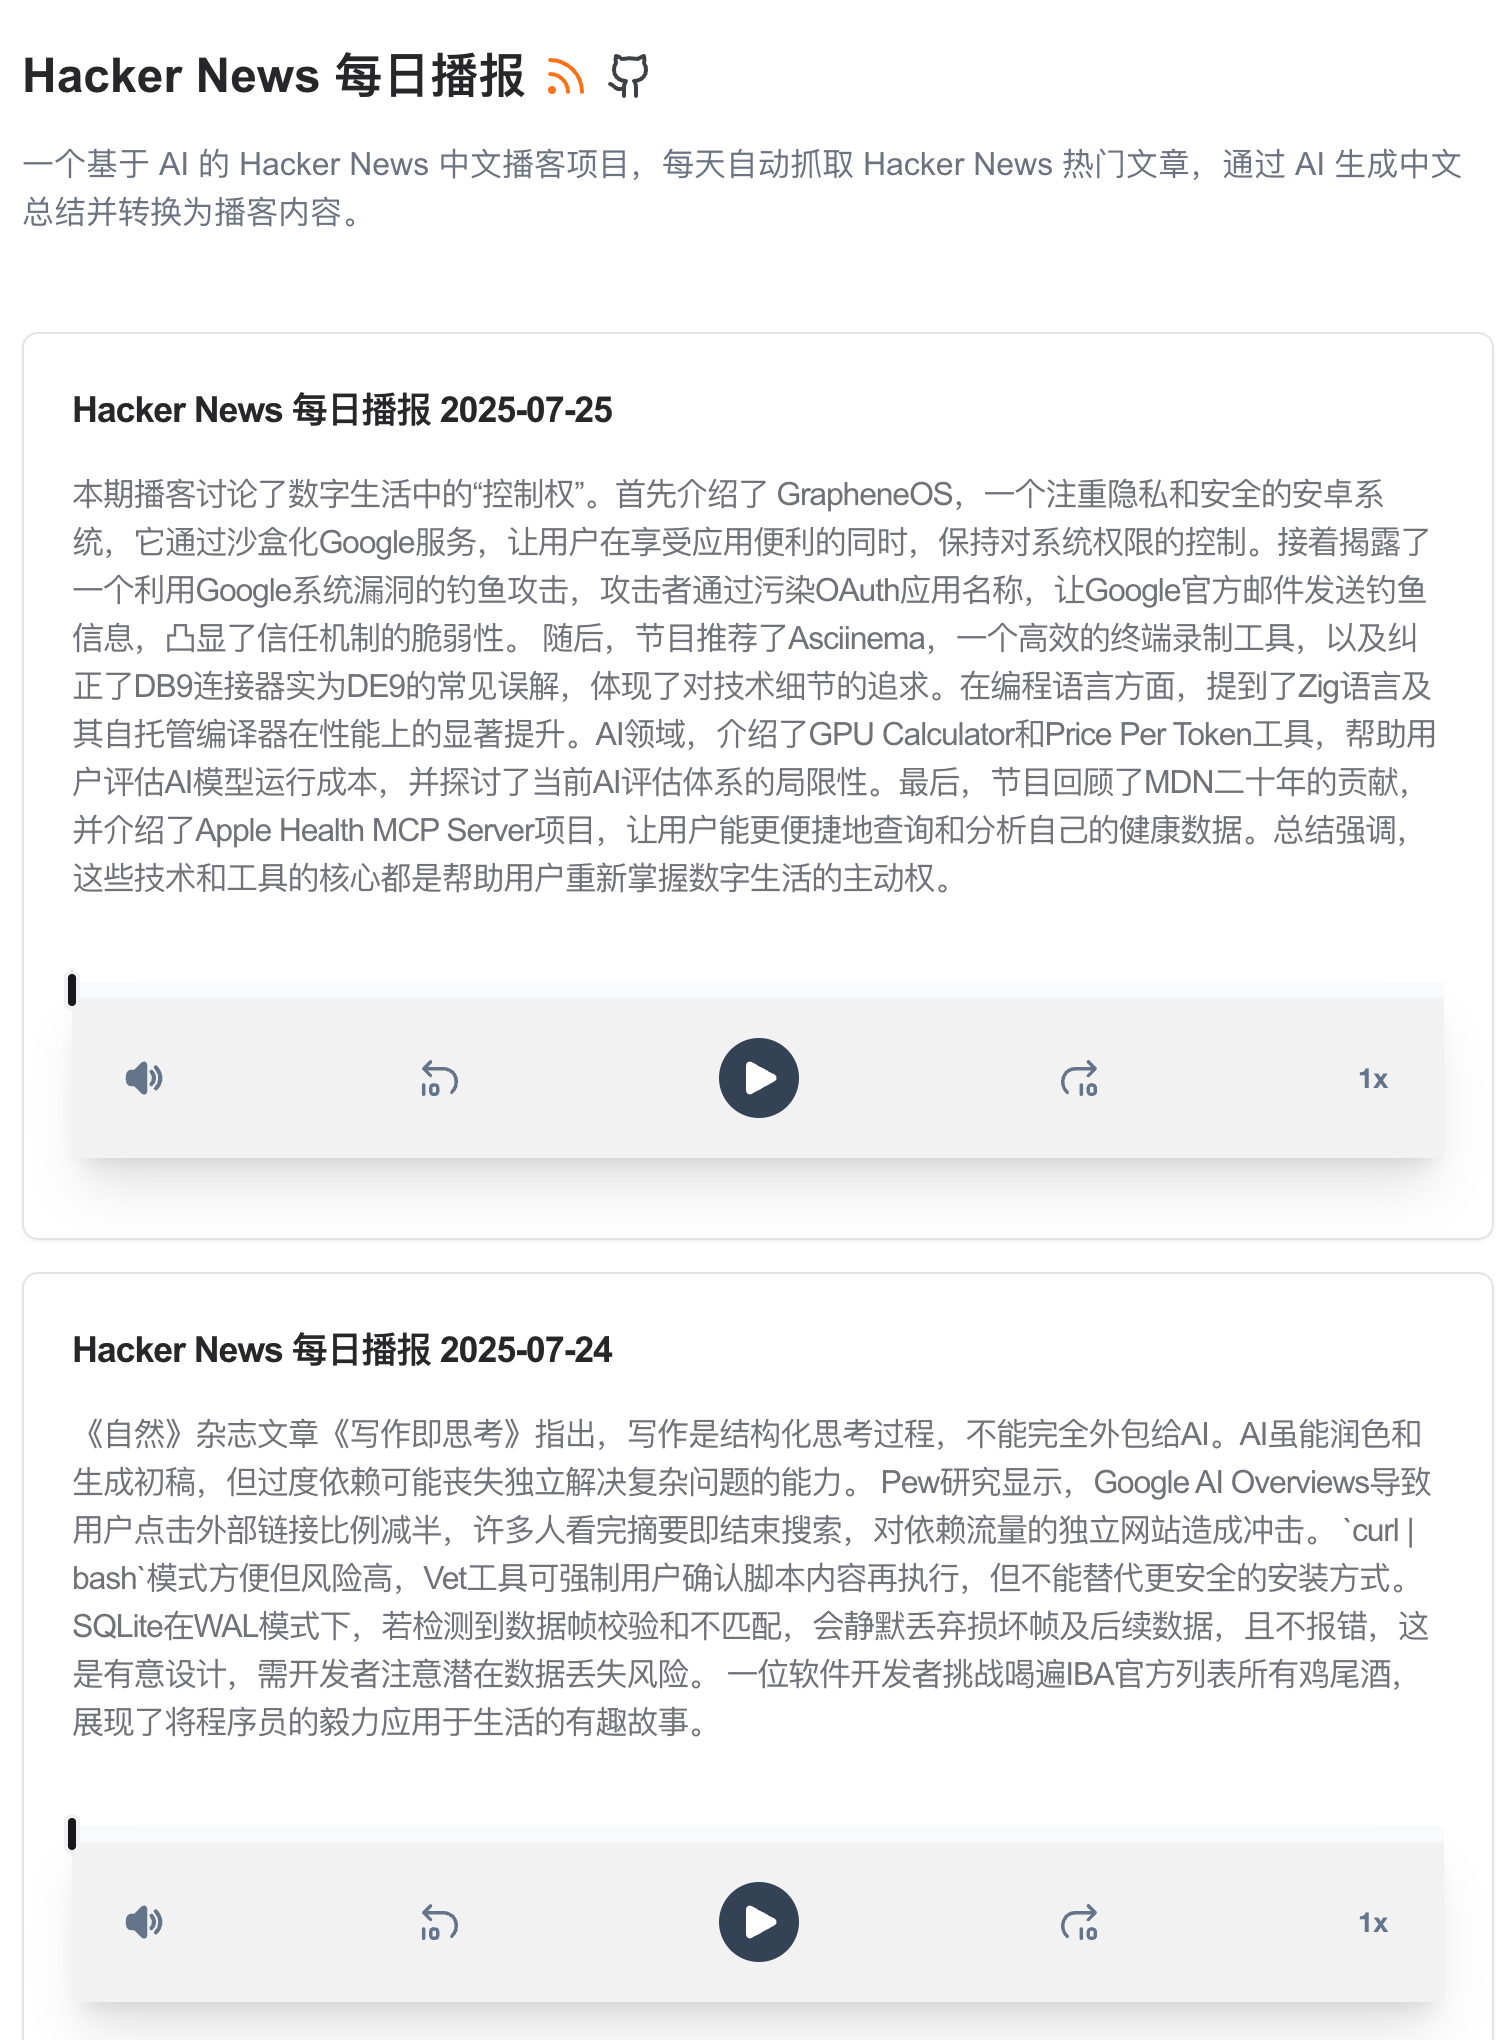 Hacker News 每日播报
一个基于 AI 的 Hacker News 中文播客项目，每天自动抓取 Hacker News 热门文章，通过 AI 生成中文
总结并转换为播客内容。
Hacker News 每日播报 2025-07-25
本期播客讨论了数字生活中的“控制权”。首先介绍了 GrapheneOS，一个注重隐私和安全的安卓系
统，它通过沙盒化Google服务，让用户在享受应用便利的同时，保持对系统权限的控制。接着揭露了
一个利用Google系统漏洞的钓鱼攻击，攻击者通过污染OAuth应用名称，让Google官方邮件发送钓鱼
信息，凸显了信任机制的脆弱性。 随后，节目推荐了Asciinema，一个高效的终端录制工具，以及纠
正了DB9连接器实为DE9的常见误解，体现了对技术细节的追求。在编程语言方面，提到了Zig语言及
其自托管编译器在性能上的显著提升。AI领域，介绍了GPU Calculator和Price Per Token工具，帮助用
户评估AI模型运行成本，并探讨了当前AI评估体系的局限性。最后，节目回顾了MDN二十年的贡献，
并介绍了Apple Health MCP Server项目，让用户能更便捷地查询和分析自己的健康数据。总结强调，
这些技术和工具的核心都是帮助用户重新掌握数字生活的主动权。
10
10
1x
Hacker News 每日播报 2025-07-24
《自然》杂志文章《写作即思考》指出，写作是结构化思考过程，不能完全外包给AI。AI虽能润色和
生成初稿，但过度依赖可能丧失独立解决复杂问题的能力。 Pew研究显示，Google AI Overviews导致
用户点击外部链接比例减半，许多人看完摘要即结束搜索，对依赖流量的独立网站造成冲击。 `curl |
bash`模式方便但风险高，Vet工具可强制用户确认脚本内容再执行，但不能替代更安全的安装方式。
SQLite在WAL模式下，若检测到数据帧校验和不匹配，会静默丢弃损坏帧及后续数据，且不报错，这
是有意设计，需开发者注意潜在数据丢失风险。 一位软件开发者挑战喝遍IBA官方列表所有鸡尾酒，
展现了将程序员的毅力应用于生活的有趣故事。
10
10
1x